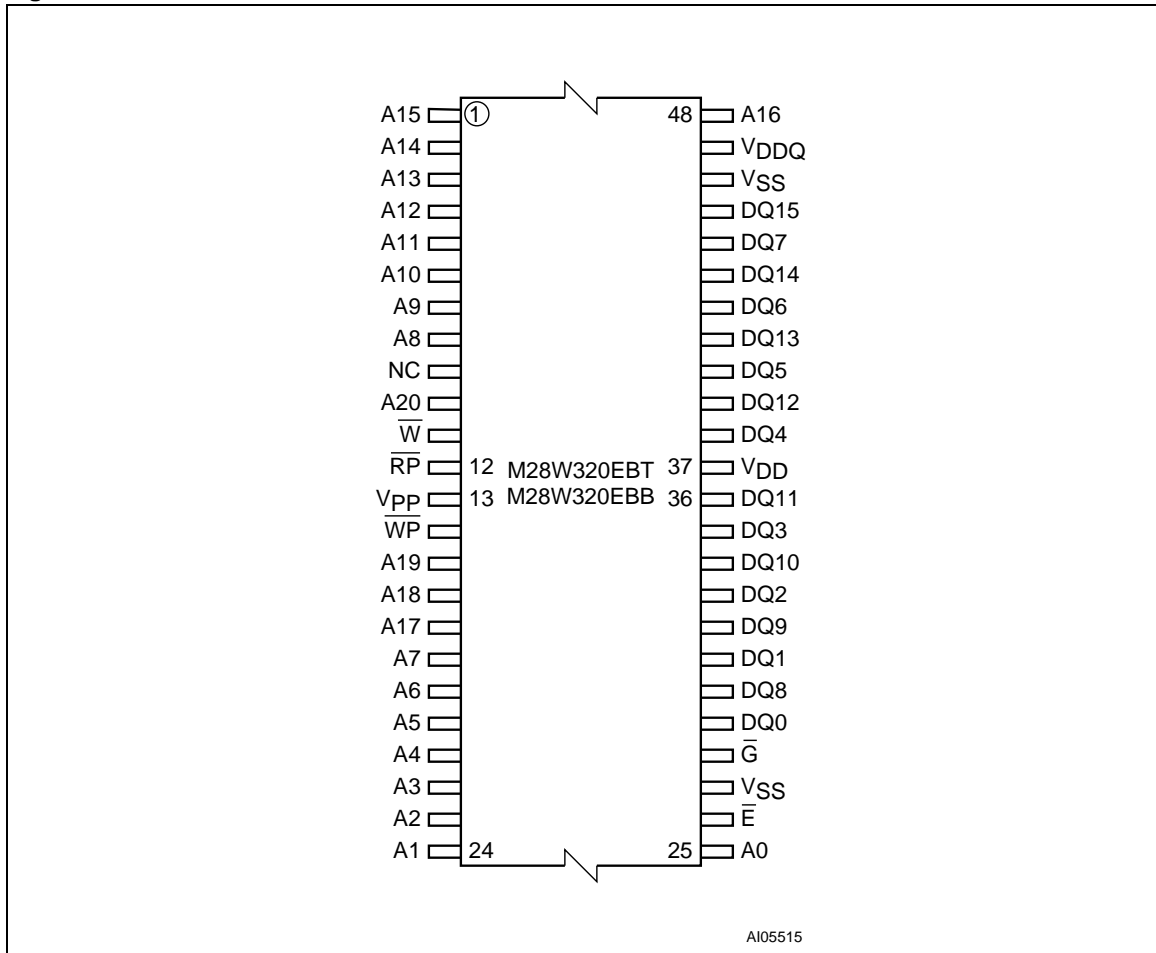 A15 1 48 A16
A14 VDDQ
A13 VSS
A12 DQ15
A11 DQ7
A10 DQ14
A9 DQ6
A8 DQ13
NC DQ5
A20 DQ12
W̅ DQ4
R̅P̅ 12 M28W320EBT 37 VDD
VPP 13 M28W320EBB 36 DQ11
W̅P̅ DQ3
A19 DQ10
A18 DQ2
A17 DQ9
A7 DQ1
A6 DQ8
A5 DQ0
A4 G̅
A3 VSS
A2 E̅
A1 24 25 A0
AI05515